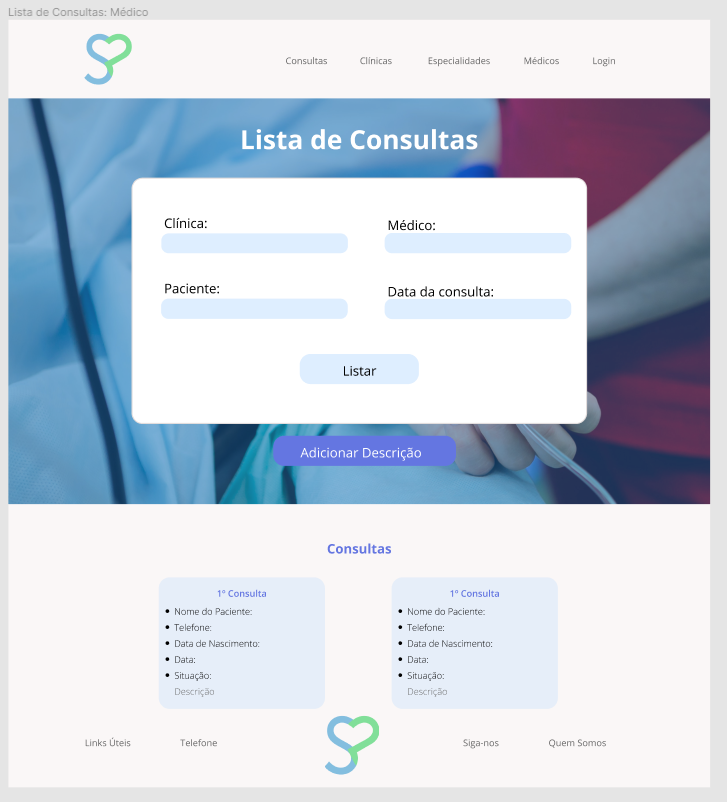 Lista de Consultas: Médico
Consultas Clínicas Especialidades Médicos Login
Lista de Consultas
Clínica:
Médico:
Paciente:
Data da consulta:
Listar
Adicionar Descrição
Consultas
1º Consulta
Nome do Paciente:
Telefone:
Data de Nascimento:
Data:
Situação:
Descrição
1º Consulta
Nome do Paciente:
Telefone:
Data de Nascimento:
Data:
Situação:
Descrição
Links Úteis Telefone Siga-nos Quem Somos